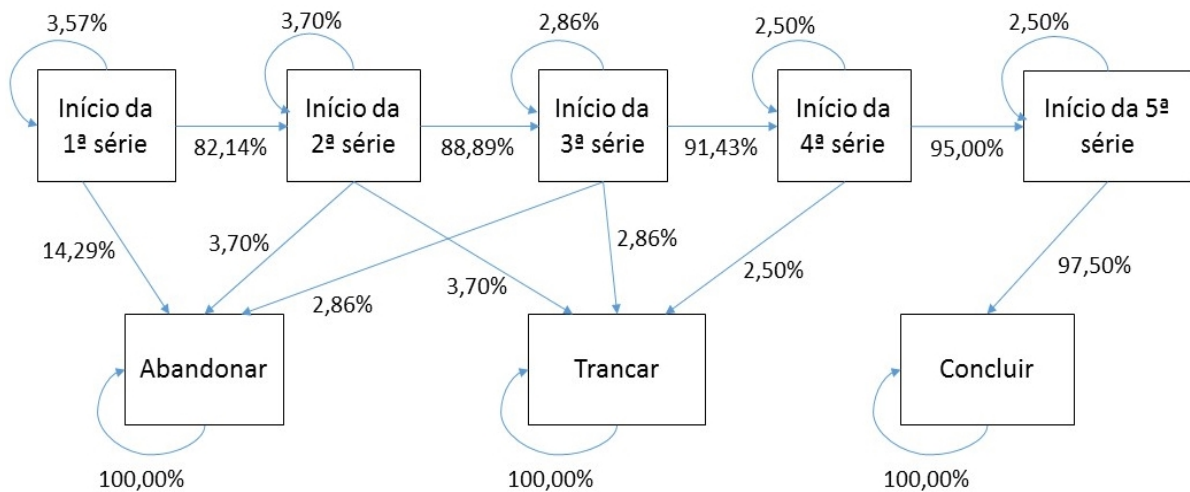 3,57%
3,70%
2,86%
2,50%
2,50%
Início da
1ª série
Início da
2ª série
Início da
3ª série
Início da
4ª série
Início da 5ª
série
82,14%
88,89%
91,43%
95,00%
14,29%
3,70%
2,86%
3,70%
2,86%
2,50%
97,50%
Abandonar
Trancar
Concluir
100,00%
100,00%
100,00%